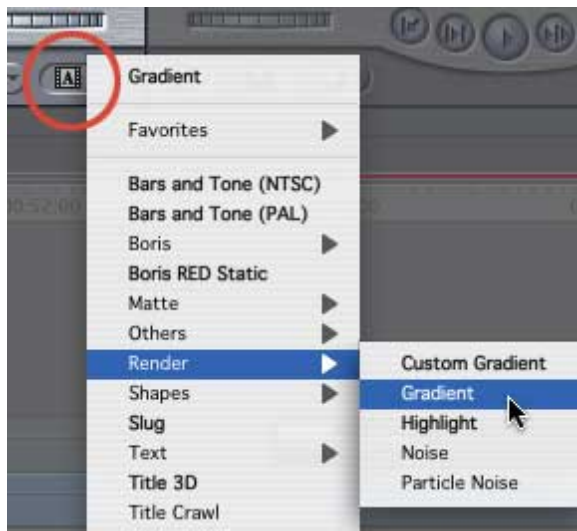 A
Gradient
Favorites
Bars and Tone (NTSC)
Bars and Tone (PAL)
Boris
Boris RED Static
Matte
Others
Render
Shapes
Slug
Text
Title 3D
Title Crawl
Custom Gradient
Gradient
Highlight
Noise
Particle Noise